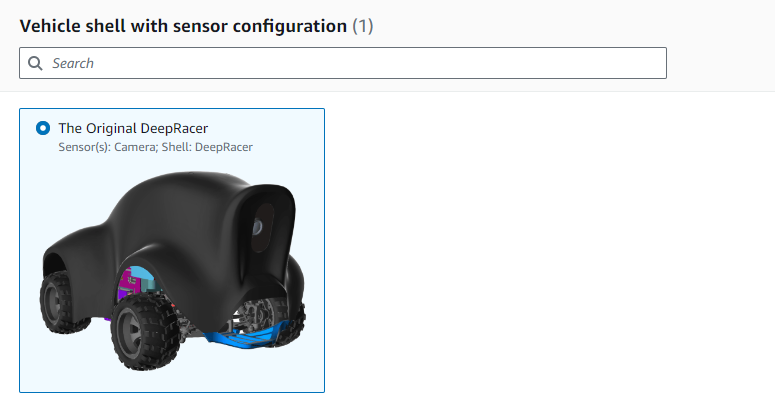 Vehicle shell with sensor configuration (1)
Search
The Original DeepRacer
Sensor(s): Camera; Shell: DeepRacer